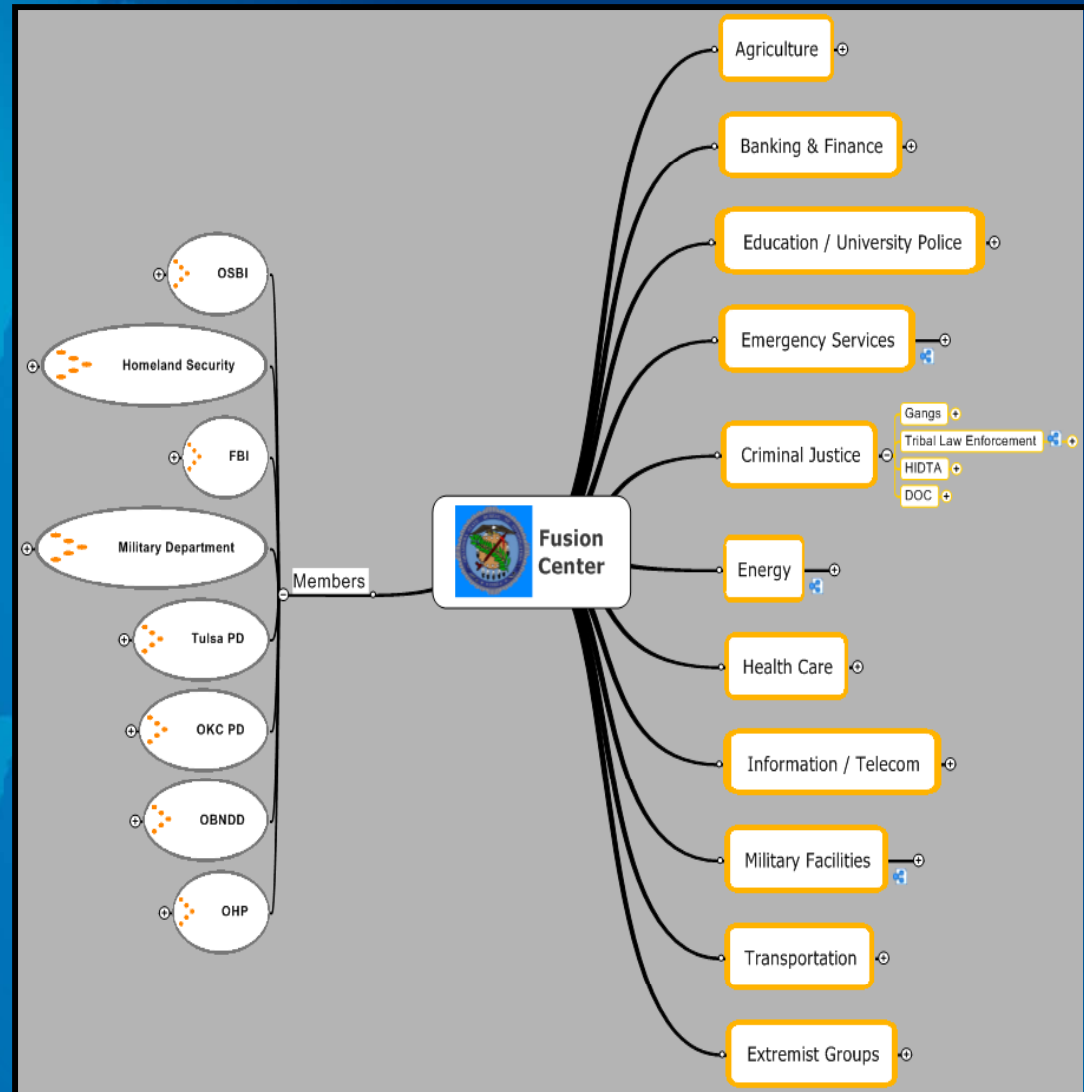 OSBI
Homeland Security
FBI
Military Department
Tulsa PD
OKC PD
OBNDD
OHP
Members
Fusion
Center
Agriculture
Banking & Finance
Education / University Police
Emergency Services
Criminal Justice
Gangs
Tribal Law Enforcement
HIDTA
DOC
Energy
Health Care
Information / Telecom
Military Facilities
Transportation
Extremist Groups